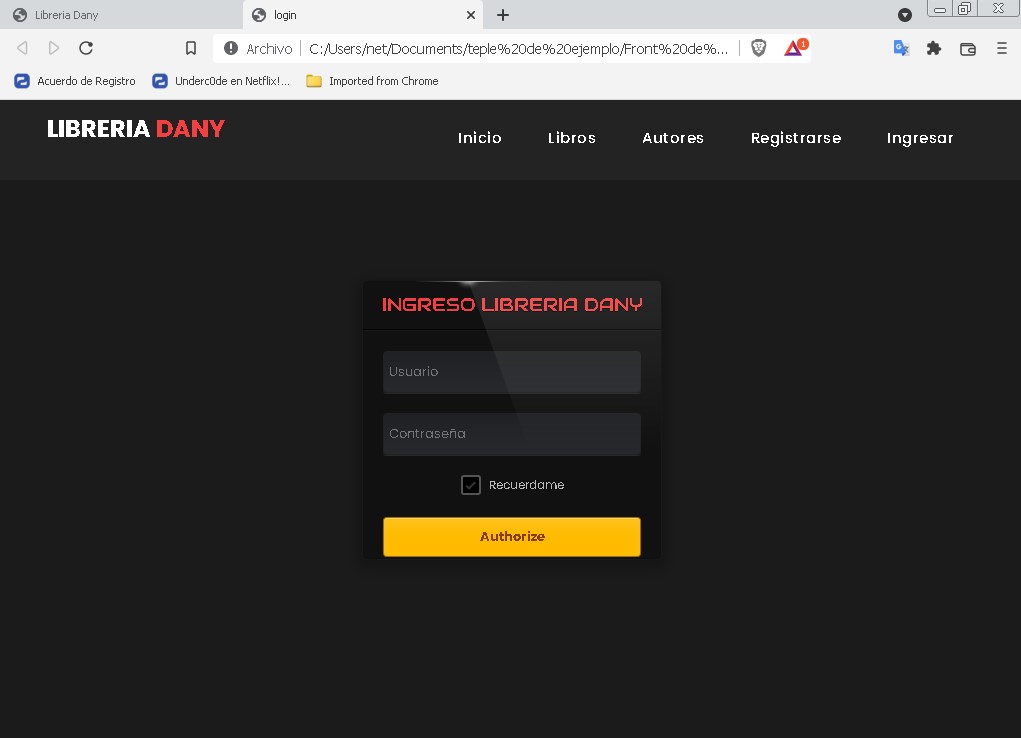 Libreria Dany
login
Archivo
C:/Users/net/Documents/teple%20de%20ejemplo/Front%20de%...
1
Acuerdo de Registro
Underc0de en Netflix!...
Imported from Chrome
LIBRERIA DANY
Inicio
Libros
Autores
Registrarse
Ingresar
INGRESO LIBRERIA DANY
Usuario
Contraseña
Recuerdame
Authorize